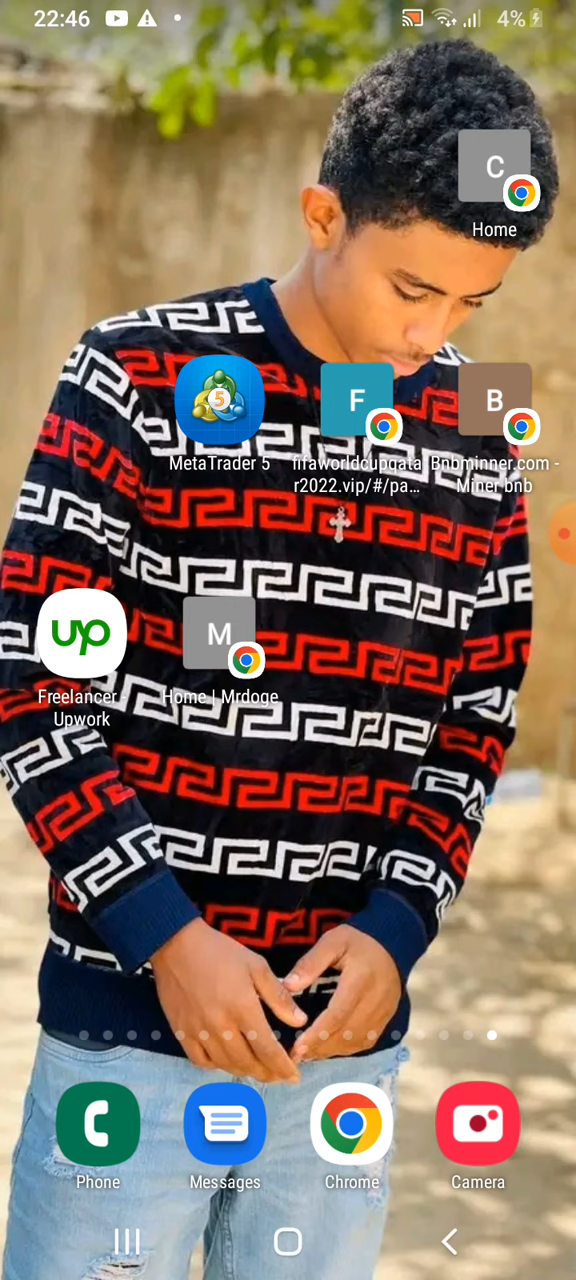 22:46
4%
C
Home
5
F
B
MetaTrader 5
fifaworldcupqata
r2022.vip/#/pa...
Bnbminner.com -
Miner bnb
up
M
Freelancer -
Upwork
Home | Mrdoge
Phone
Messages
Chrome
Camera